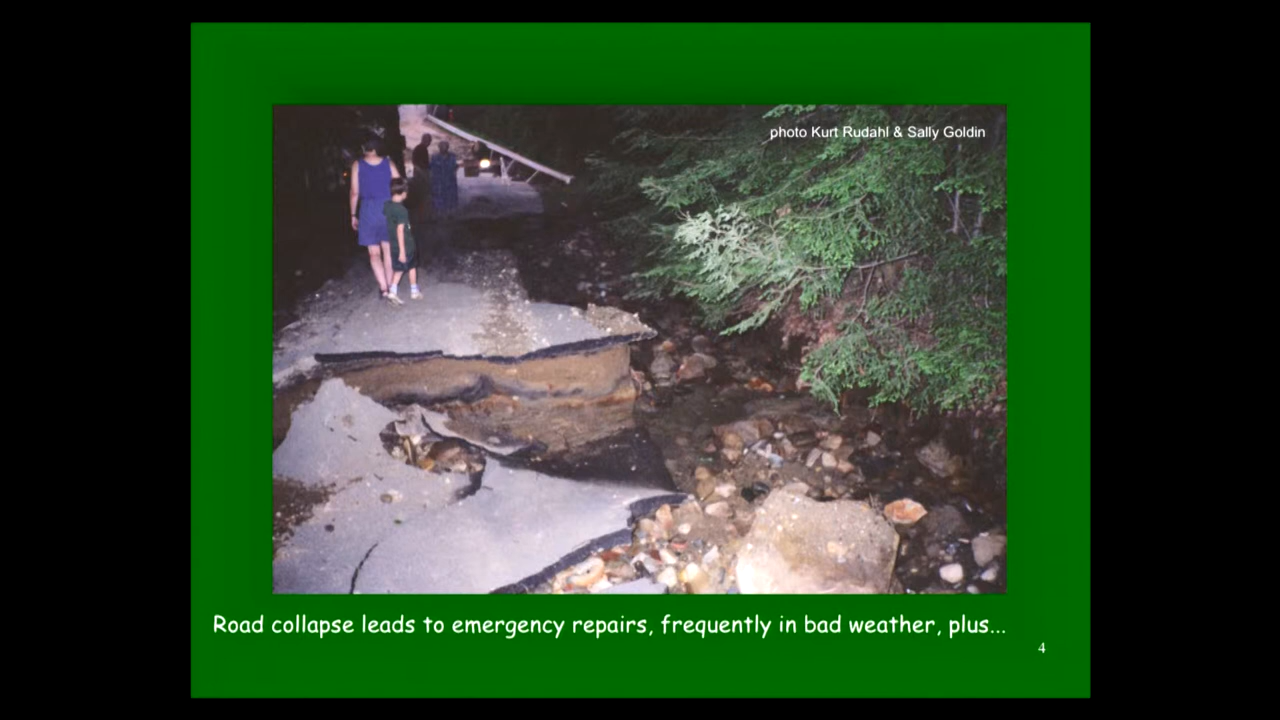 photo Kurt Rudahl & Sally Goldin
Road collapse leads to emergency repairs, frequently in bad weather, plus...
4